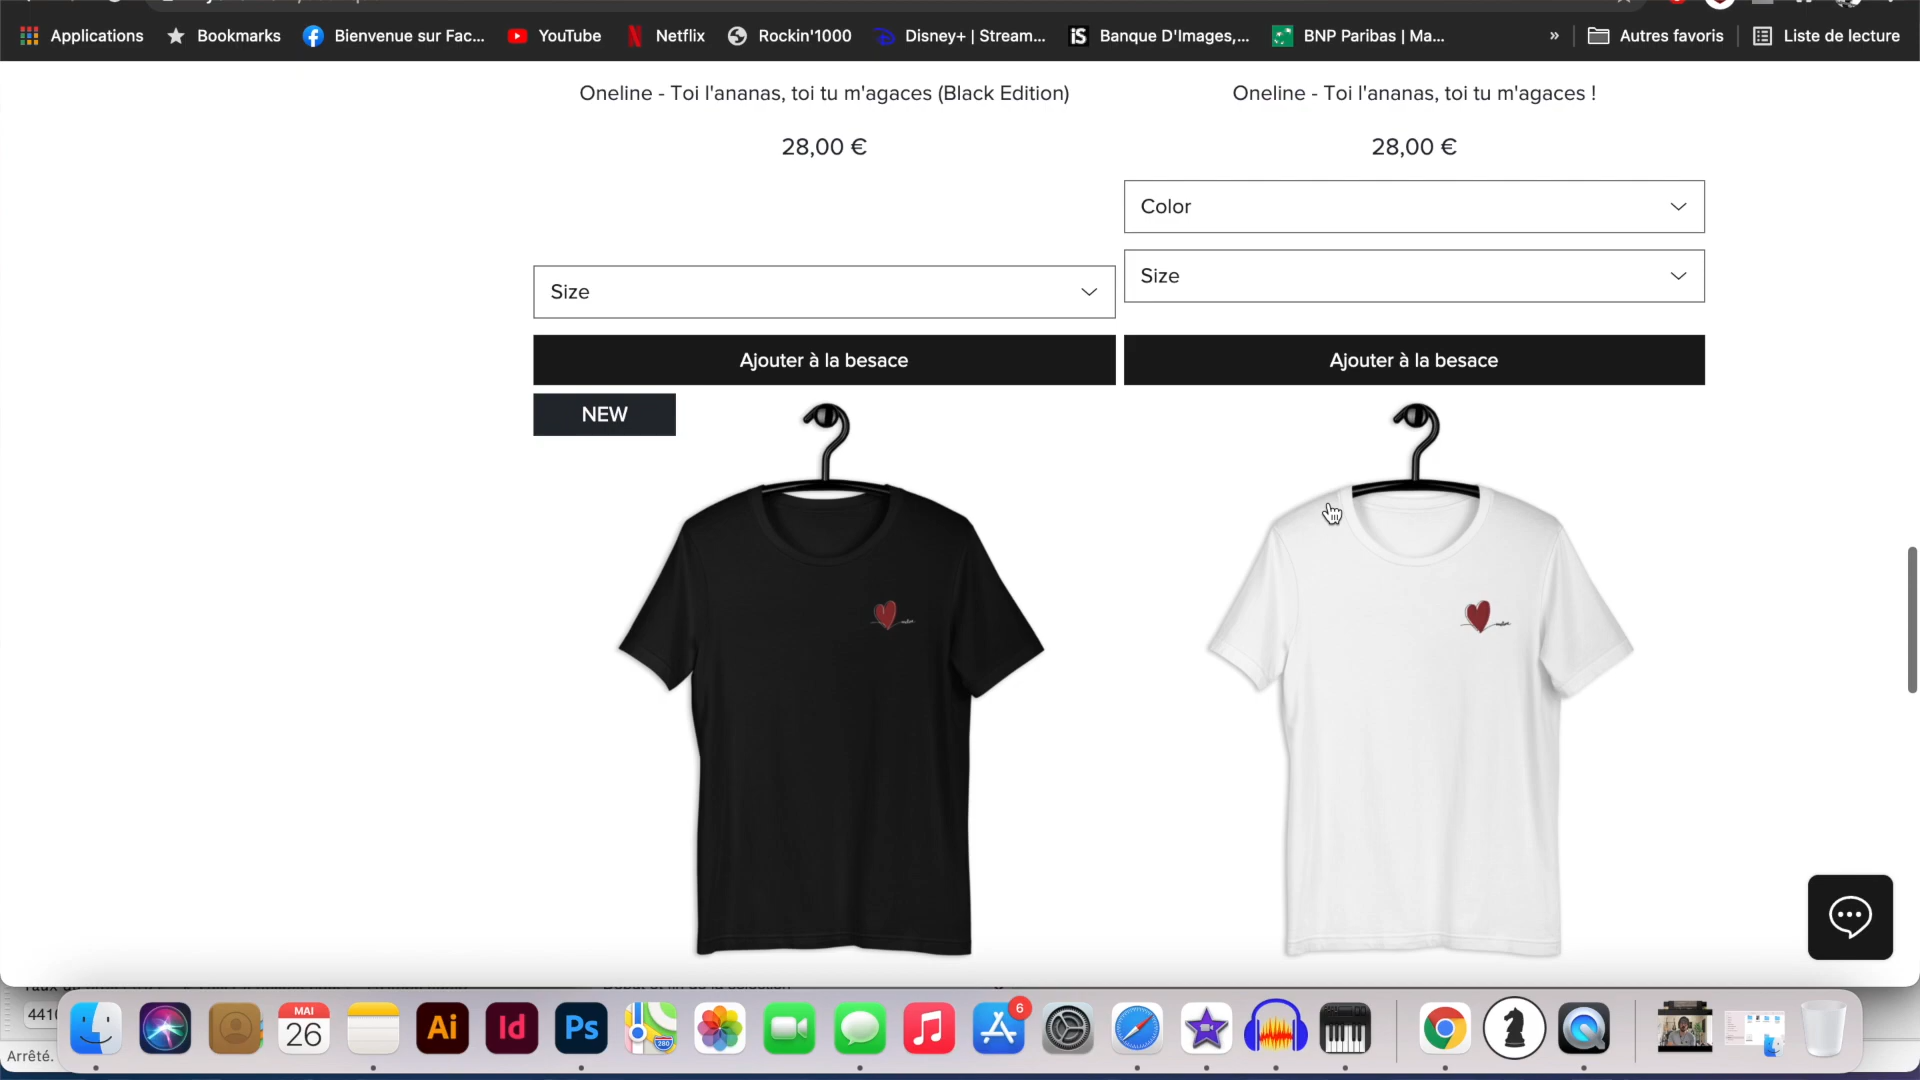 Applications
Bookmarks
Bienvenue sur Fac...
YouTube
Netflix
Rockin'1000
Disney+ | Stream...
iS
Banque D'Images,...
BNP Paribas | Ma...
»
Autres favoris
Liste de lecture
Oneline - Toi l'ananas, toi tu m'agaces (Black Edition)
28,00 €
Size
Ajouter à la besace
Oneline - Toi l'ananas, toi tu m'agaces !
28,00 €
Color
Size
Ajouter à la besace
NEW
Arrêté.
MAI
26
Ai
Id
Ps
280
6